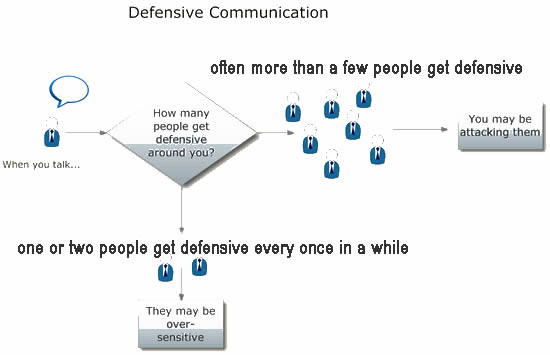 Defensive Communication
often more than a few people get defensive
How many
people get
defensive
around you?
You may be
attacking them
When you talk...
one or two people get defensive every once in a while
They may be
over-
sensitive